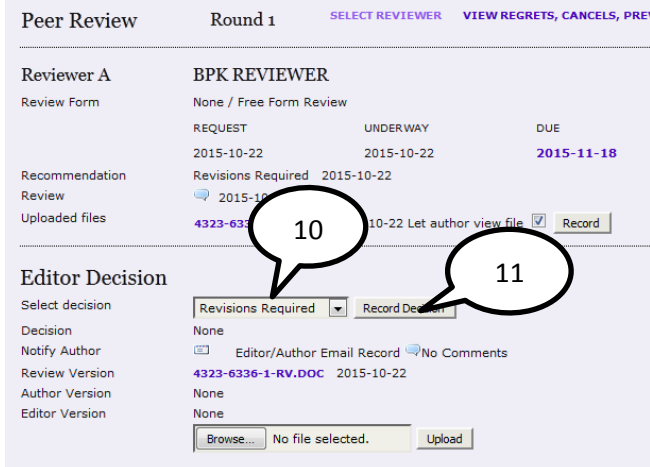 Peer Review Round 1 SELECT REVIEWER VIEW REGRETS, CANCELS,
Reviewer A BPK REVIEWER
Review Form None / Free Form Review
REQUEST UNDERWAY DUE
2015-10-22 2015-10-22 2015-11-18
Recommendation Revisions Required 2015-10-22
Review 2015-10
Uploaded files 4323-63 10-22 Let author view file Record
10
11
Editor Decision
Select decision Revisions Required Record Decision
Decision None
Notify Author Editor/Author Email Record No Comments
Review Version 4323-6336-1-RV.DOC 2015-10-22
Author Version None
Editor Version None
Browse... No file selected. Upload